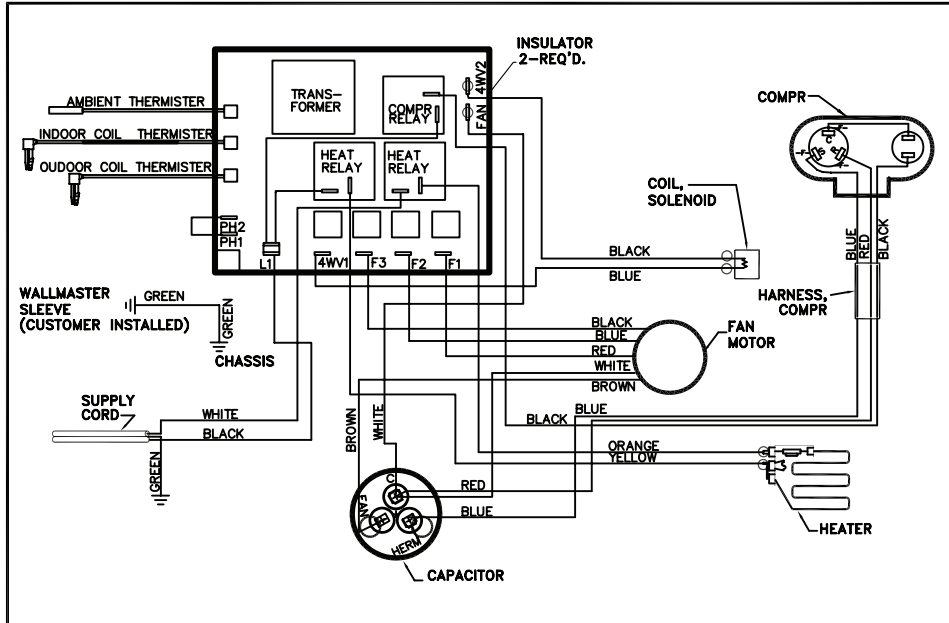 INSULATOR
2-REQ'D.
4WV2
FAN
TRANS-
FORMER
COMPR
RELAY
COMPR
AMBIENT THERMISTER
INDOOR COIL THERMISTER
OUDOOR COIL THERMISTER
HEAT
RELAY
HEAT
RELAY
C
S
R
F
F
COIL,
SOLENOID
PH2
PH1
L1
4WV1
F3
F2
F1
BLACK
BLUE
BLUE
RED
BLACK
HARNESS,
COMPR
WALLMASTER
SLEEVE
(CUSTOMER INSTALLED)
GREEN
GREEN
CHASSIS
BLACK
BLUE
RED
WHITE
BROWN
FAN
MOTOR
SUPPLY
CORD
WHITE
BLACK
GREEN
BROWN
WHITE
BLUE
BLACK
ORANGE
YELLOW
RED
BLUE
C
FAN
HERM
CAPACITOR
HEATER